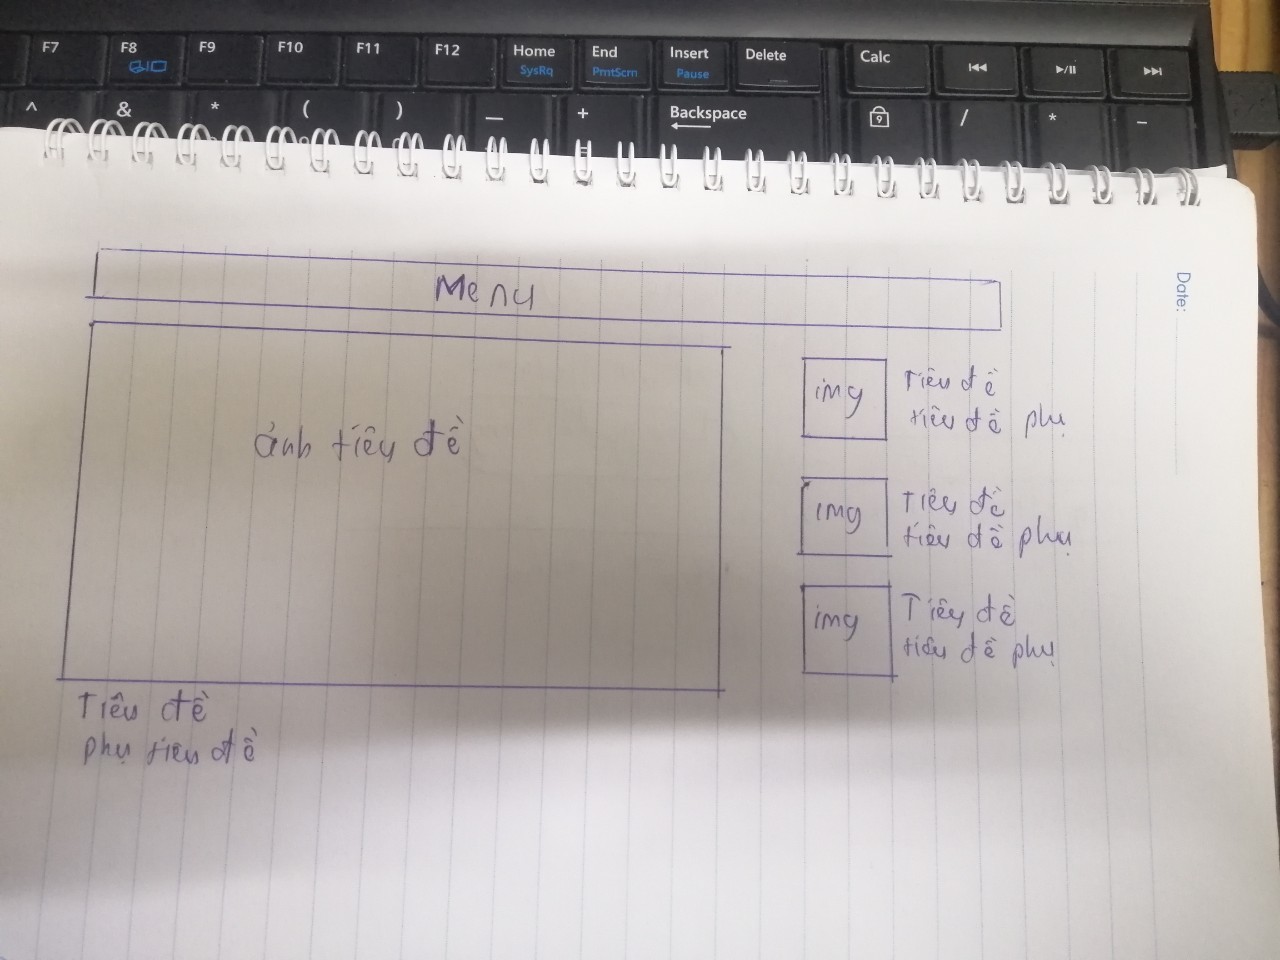 F7 F8 F9 F10 F11 F12 Home End Insert Delete Calc
SysRq PrntScrn Pause
^ & * ( ) — + Backspace 9 / * –
Date:
Menu
ảnh tiêu đề
Tiêu đề
phụ tiêu đề
img
Tiêu đề
tiêu đề phụ
img
Tiêu đề
tiêu đề phụ
img
Tiêu đề
tiêu đề phụ